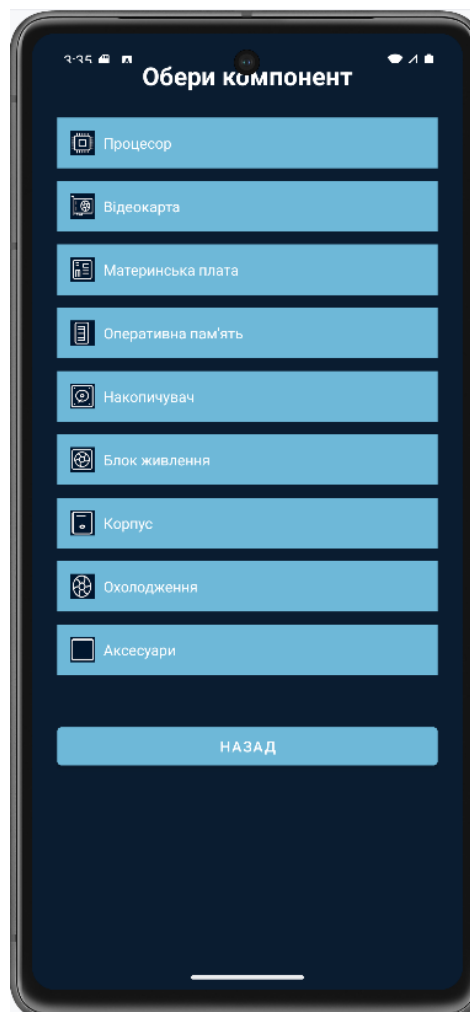 3:35
Обери компонент
Процесор
Відеокарта
Материнська плата
Оперативна пам'ять
Накопичувач
Блок живлення
Корпус
Охолодження
Аксесуари
НАЗАД